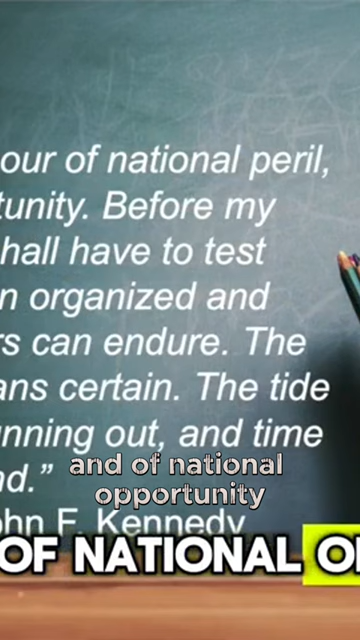 our of national peril,
tunity. Before my
hall have to test
n organized and
rs can endure. The
ans certain. The tide
nning out, and time
nd.”
and of national
opportunity
ohn F. Kennedy
OF NATIONAL